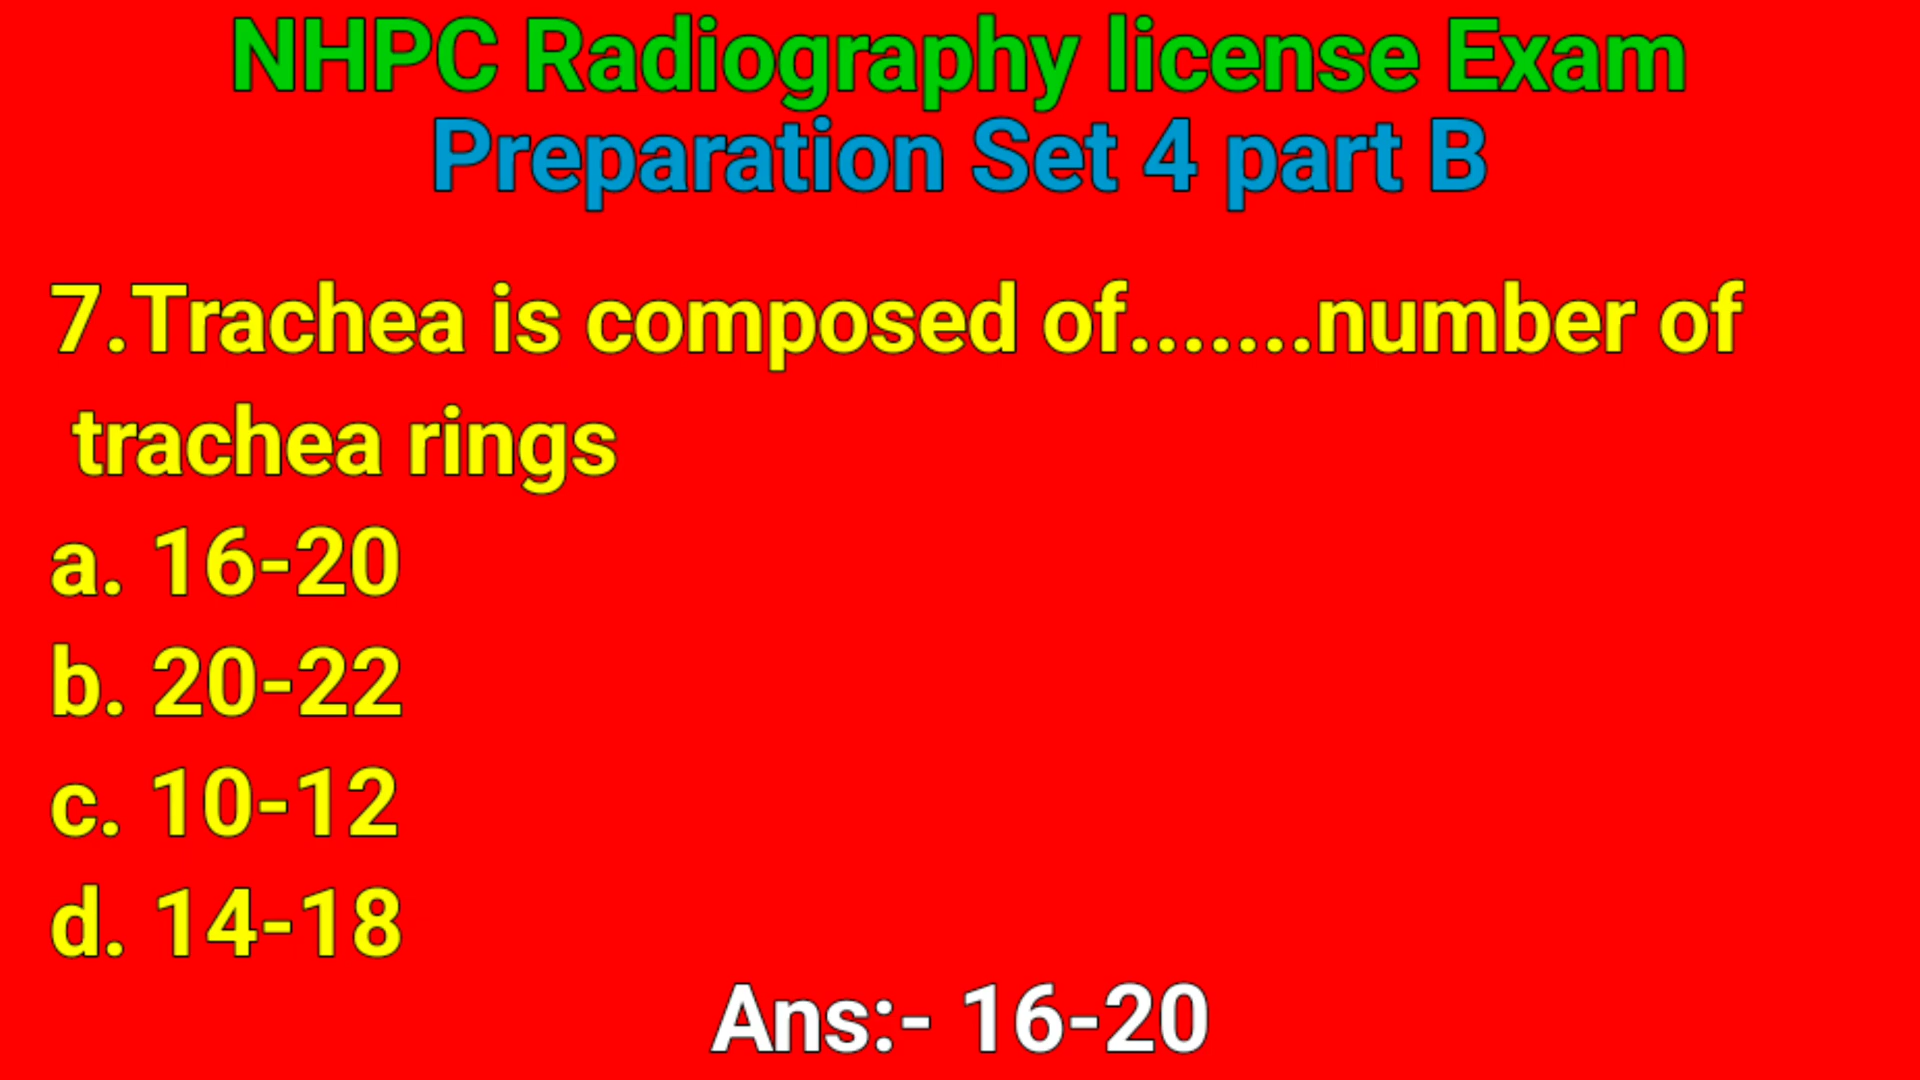 NHPC Radiography license Exam
Preparation Set 4 part B
7.Trachea is composed of.......number of
trachea rings
a. 16-20
b. 20-22
c. 10-12
d. 14-18
Ans:- 16-20